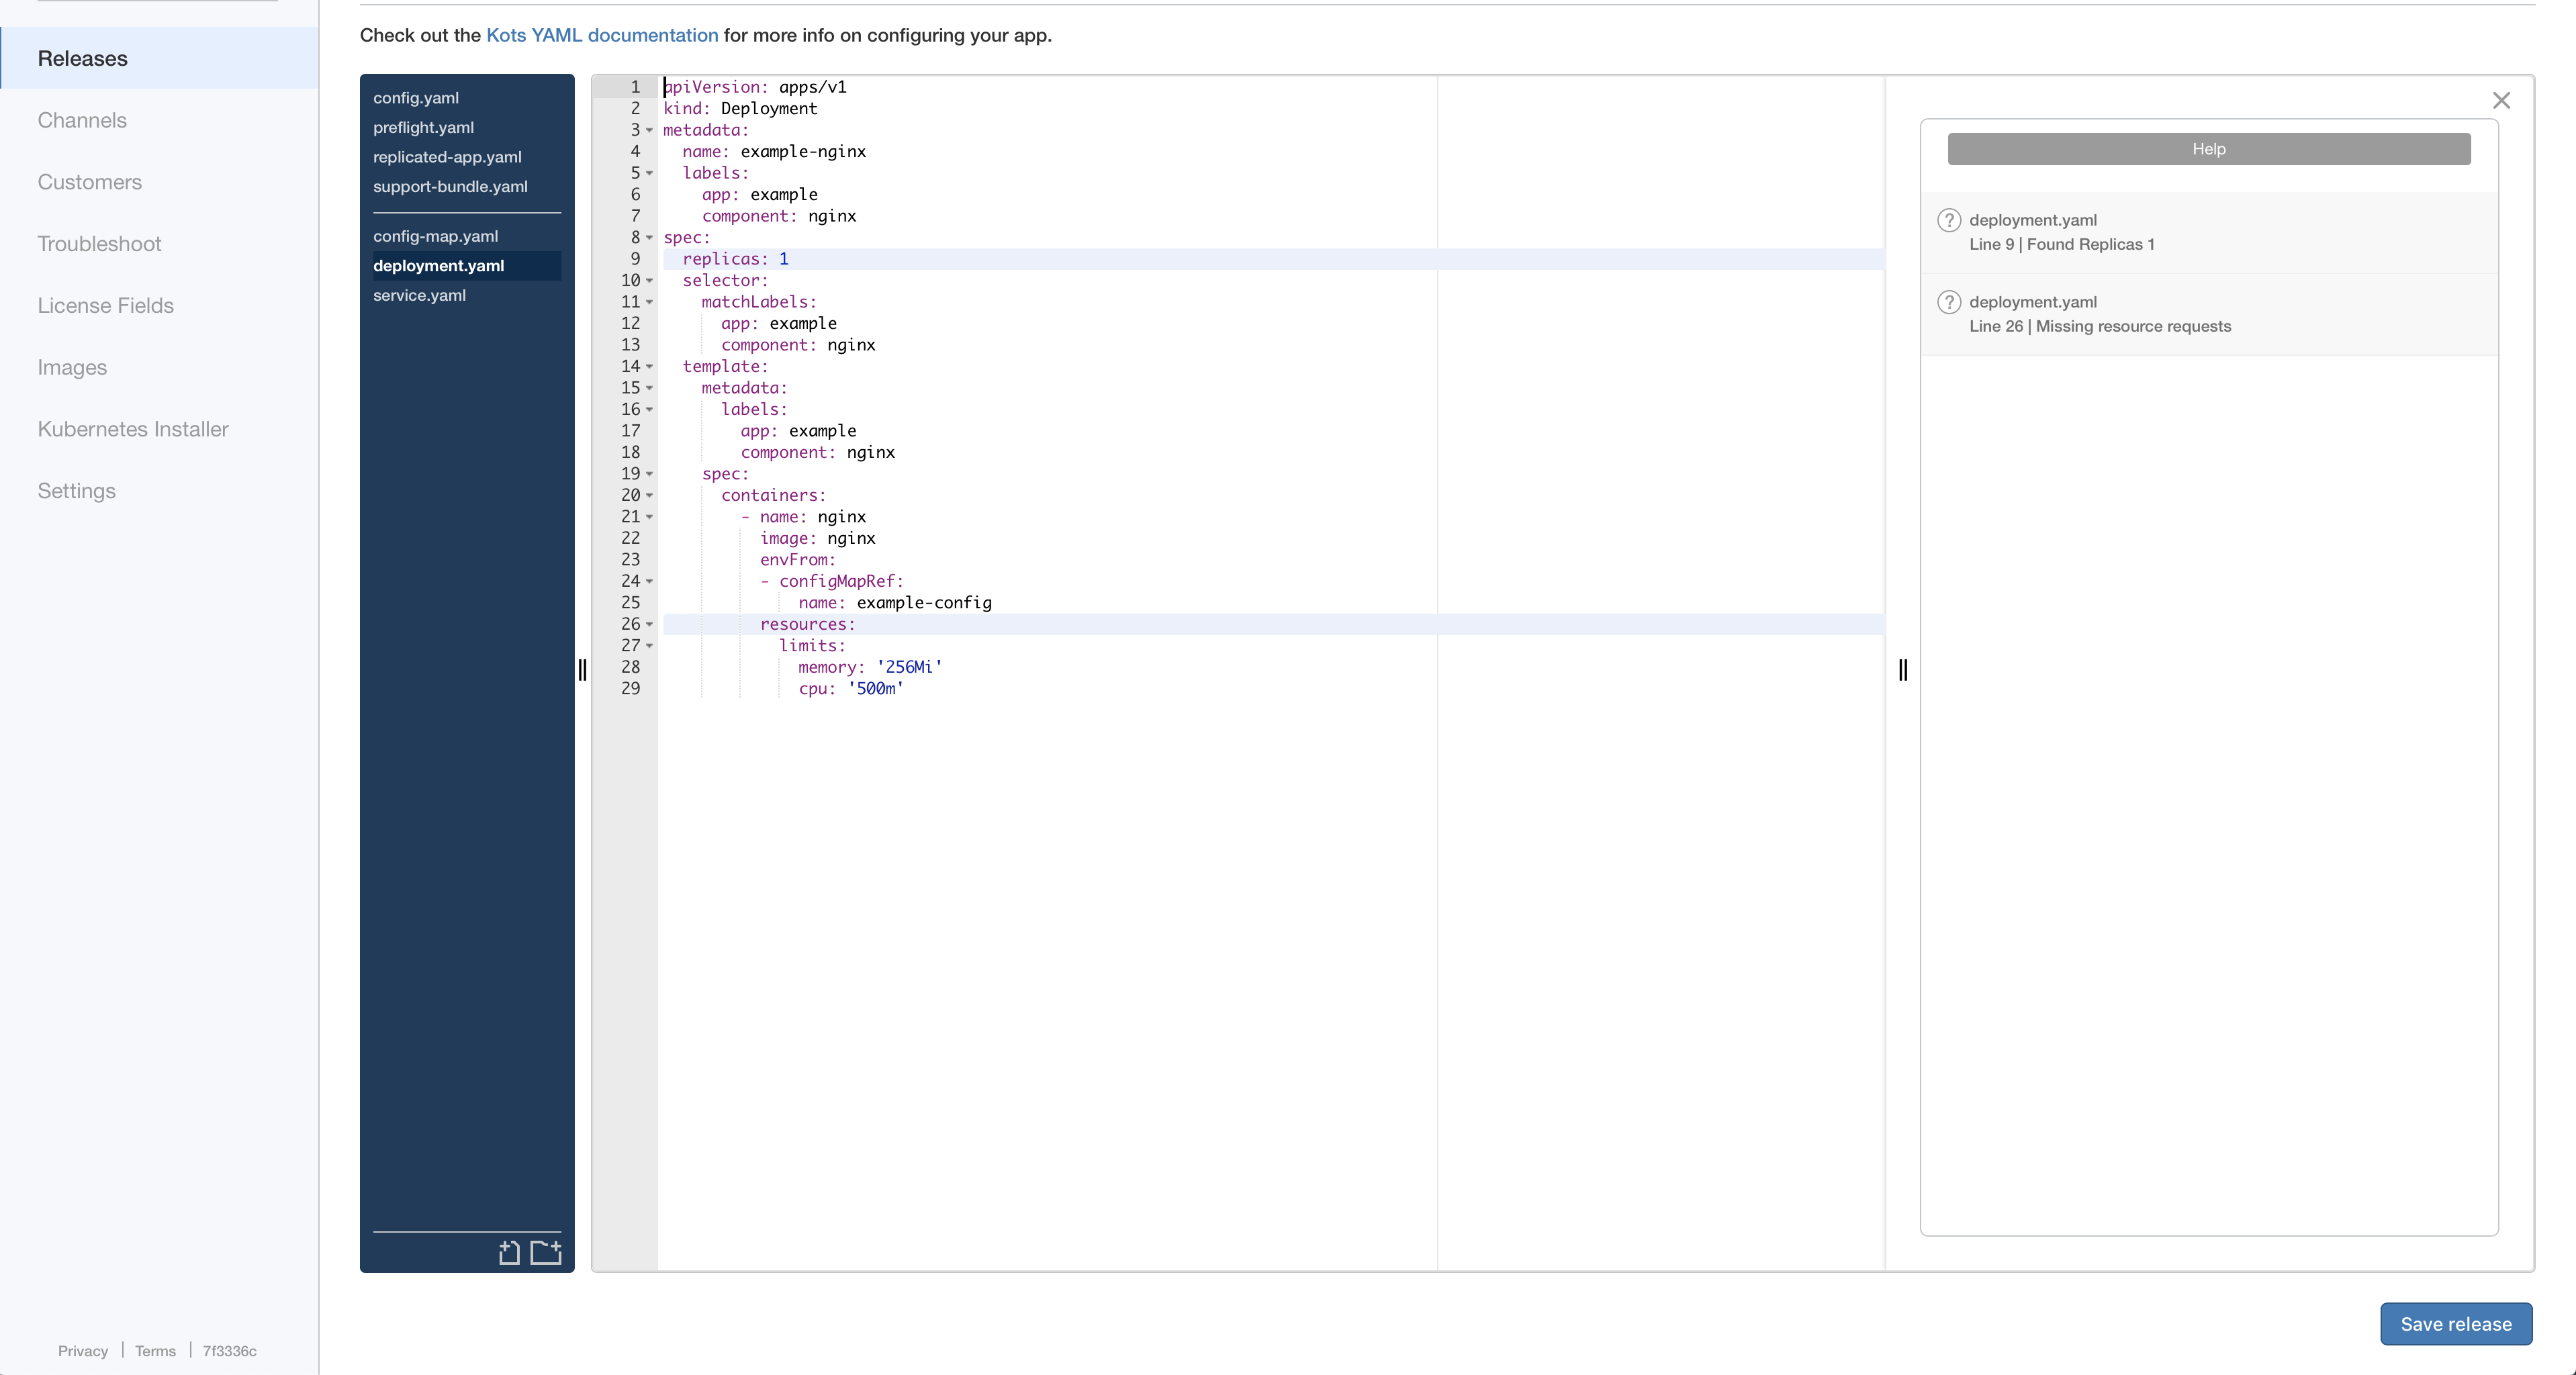 Releases
Channels
Customers
Troubleshoot
License Fields
Images
Kubernetes Installer
Settings
Privacy | Terms | 7f3336c
Check out the Kots YAML documentation for more info on configuring your app.
config.yaml
preflight.yaml
replicated-app.yaml
support-bundle.yaml
config-map.yaml
deployment.yaml
service.yaml
1 apiVersion: apps/v1
2 kind: Deployment
3 metadata:
4   name: example-nginx
5   labels:
6     app: example
7     component: nginx
8 spec:
9   replicas: 1
10   selector:
11     matchLabels:
12       app: example
13       component: nginx
14   template:
15     metadata:
16       labels:
17         app: example
18         component: nginx
19     spec:
20       containers:
21         - name: nginx
22           image: nginx
23           envFrom:
24           - configMapRef:
25               name: example-config
26           resources:
27             limits:
28               memory: '256Mi'
29               cpu: '500m'
Help
deployment.yaml
Line 9 | Found Replicas 1
deployment.yaml
Line 26 | Missing resource requests
Save release